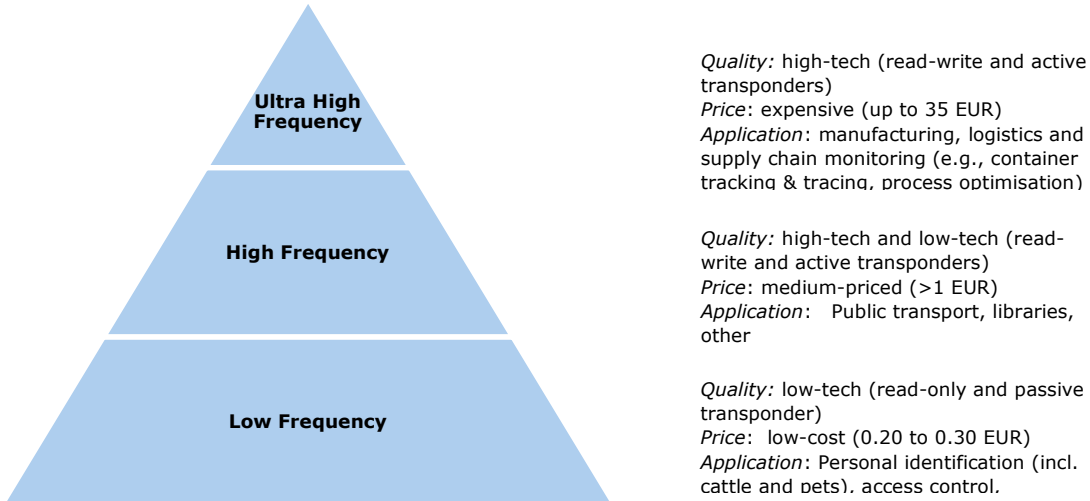 Ultra High
Frequency
Quality: high-tech (read-write and active
transponders)
Price: expensive (up to 35 EUR)
Application: manufacturing, logistics and
supply chain monitoring (e.g., container
tracking & tracing, process optimisation)
High Frequency
Quality: high-tech and low-tech (read-
write and active transponders)
Price: medium-priced (>1 EUR)
Application: Public transport, libraries,
other
Low Frequency
Quality: low-tech (read-only and passive
transponder)
Price: low-cost (0.20 to 0.30 EUR)
Application: Personal identification (incl.
cattle and pets), access control,